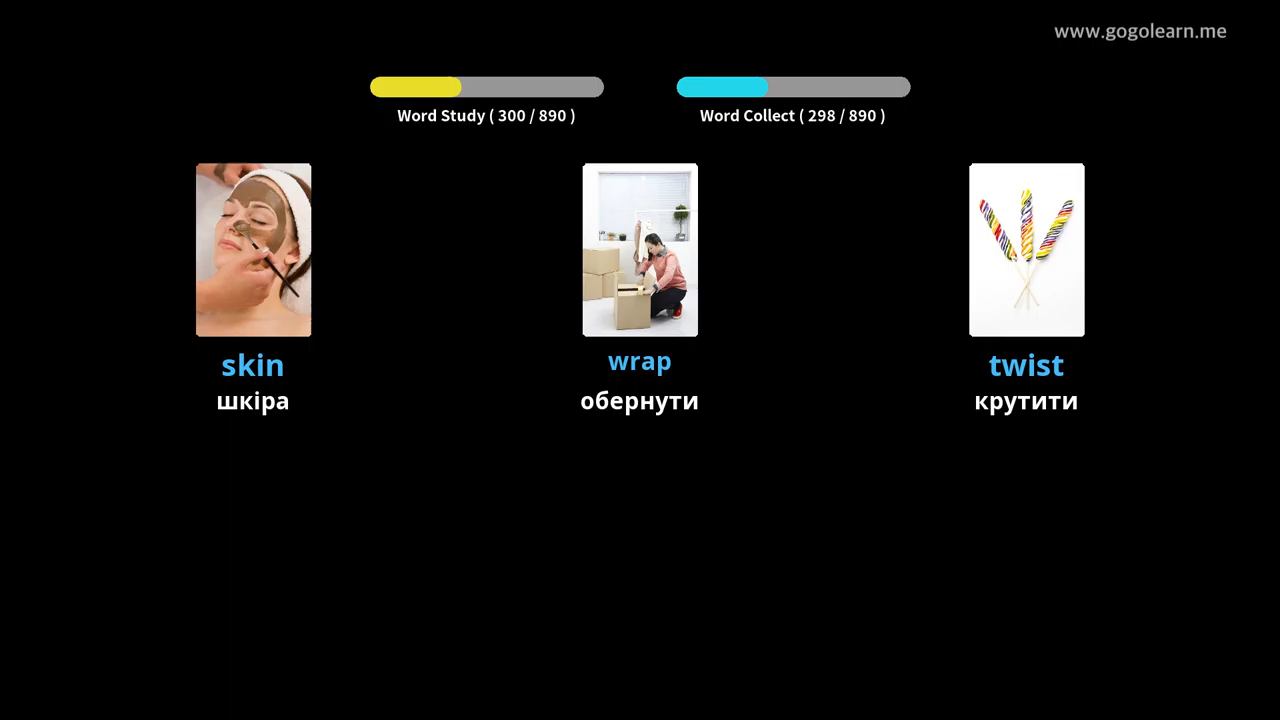 www.gogolearn.me
Word Study ( 300 / 890 )
Word Collect ( 298 / 890 )
skin
wrap
twist
шкіра
обернути
крутити